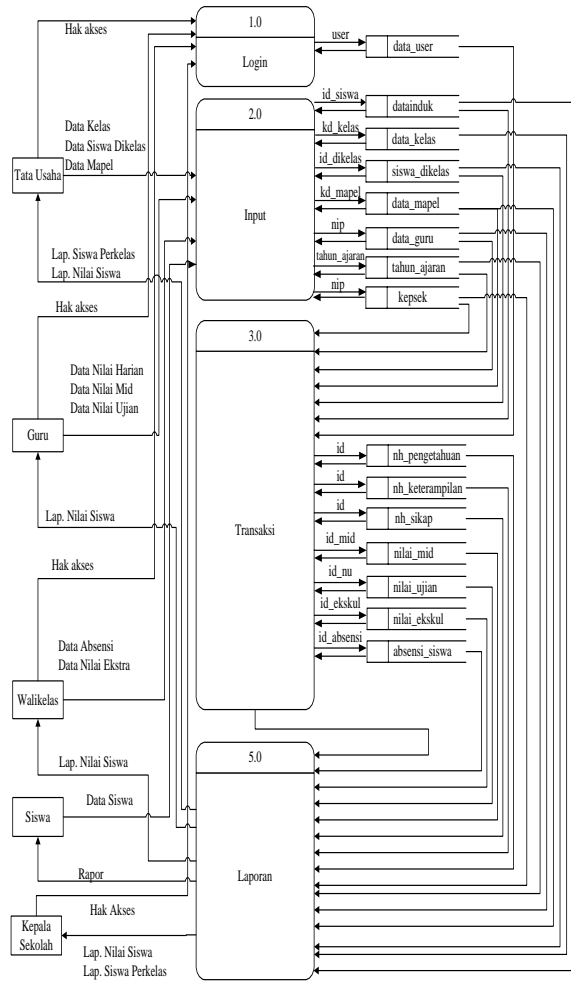 1.0
Hak akses
user
data_user
Login
id_siswa
datainduk
2.0
Data Kelas
kd_kelas
data_kelas
Data Siswa Dikelas
id_dikelas
siswa_dikelas
Data Mapel
Tata Usaha
kd_mapel
data_mapel
Input
nip
data_guru
Lap. Siswa Perkelas
tahun_ajaran
tahun_ajaran
Lap. Nilai Siswa
nip
kepsek
Hak akses
3.0
Data Nilai Harian
Data Nilai Mid
Data Nilai Ujian
Guru
id
nh_pengetahuan
id
nh_keterampilan
Lap. Nilai Siswa
id
nh_sikap
Transaksi
id_mid
nilai_mid
Hak akses
id_nu
nilai_ujian
id_ekskul
nilai_ekskul
Data Absensi
id_absensi
absensi_siswa
Data Nilai Ekstra
Walikelas
5.0
Lap. Nilai Siswa
Data Siswa
Siswa
Rapor
Laporan
Hak Akses
Kepala
Sekolah
Lap. Nilai Siswa
Lap. Siswa Perkelas